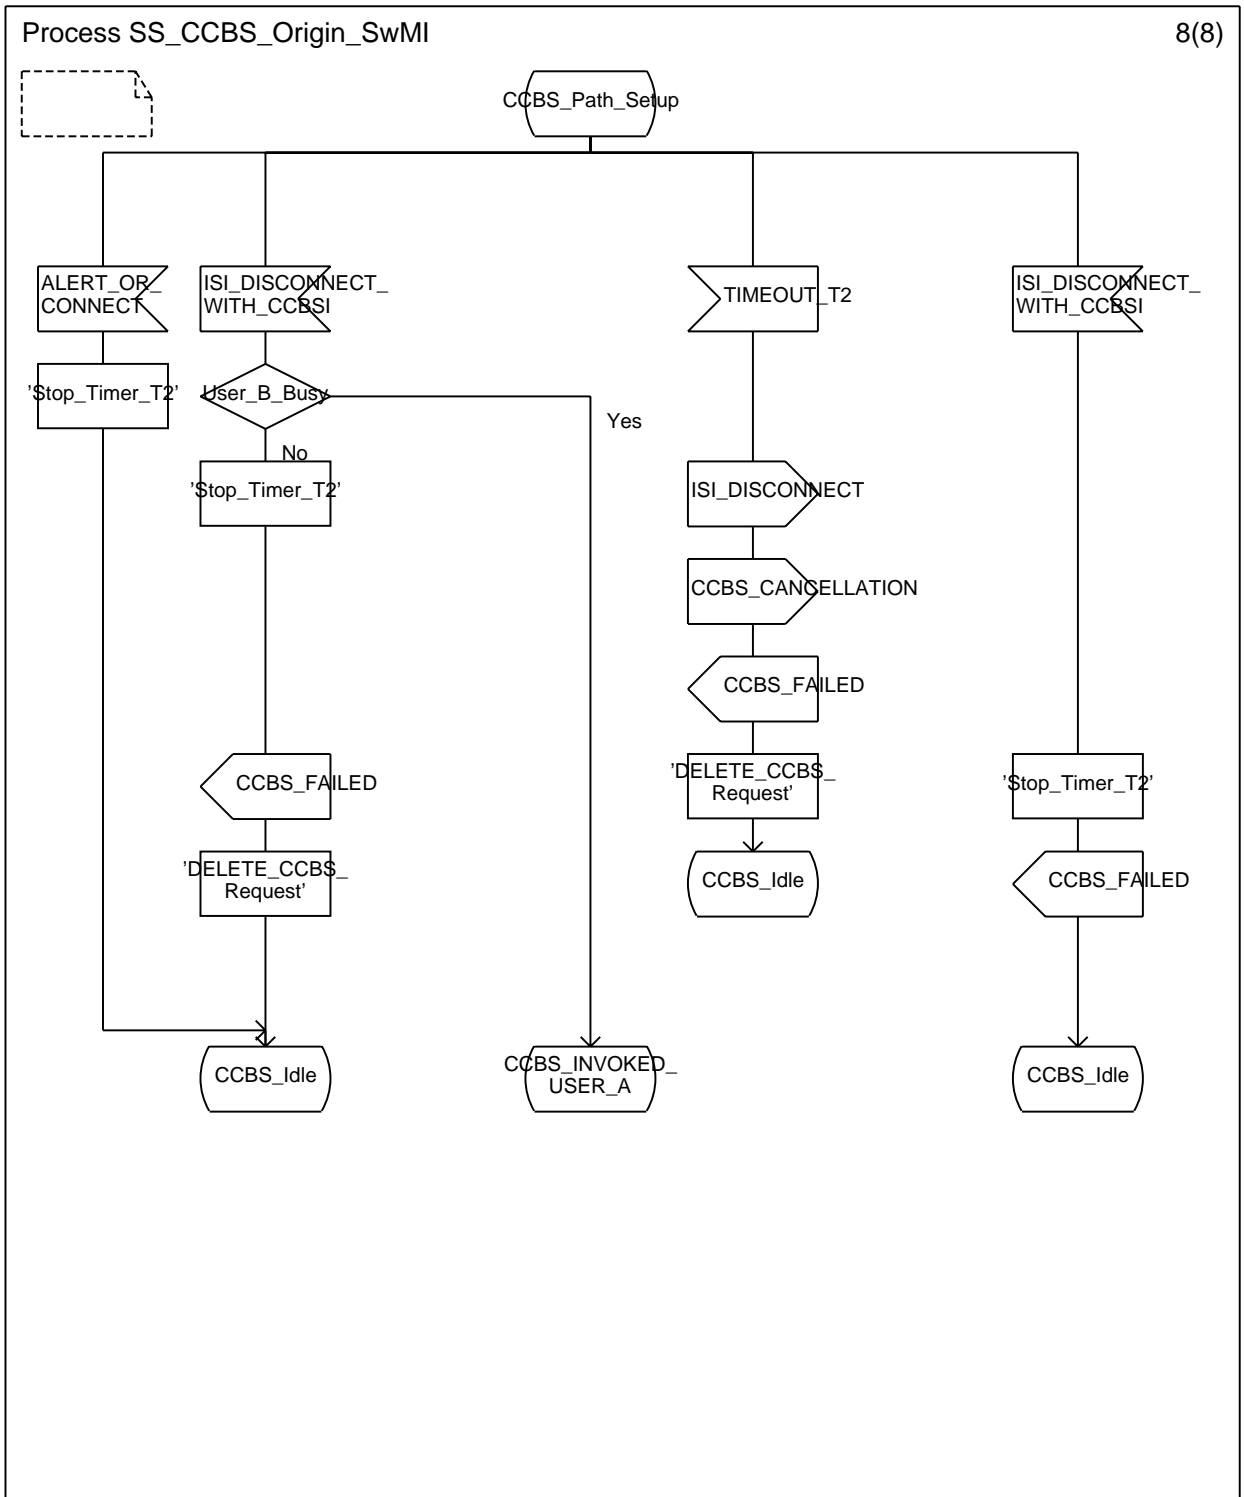 Process SS_CCBS_Origin_SwMI
8(8)
CCBS_Path_Setup
ALERT_OR_
CONNECT
ISI_DISCONNECT_
WITH_CCBSI
TIMEOUT_T2
ISI_DISCONNECT_
WITH_CCBSI
'Stop_Timer_T2'
User_B_Busy
Yes
No
'Stop_Timer_T2'
ISI_DISCONNECT
CCBS_CANCELLATION
CCBS_FAILED
CCBS_FAILED
'DELETE_CCBS_
Request'
'Stop_Timer_T2'
'DELETE_CCBS_
Request'
CCBS_Idle
CCBS_FAILED
CCBS_Idle
CCBS_INVOKED_
USER_A
CCBS_Idle